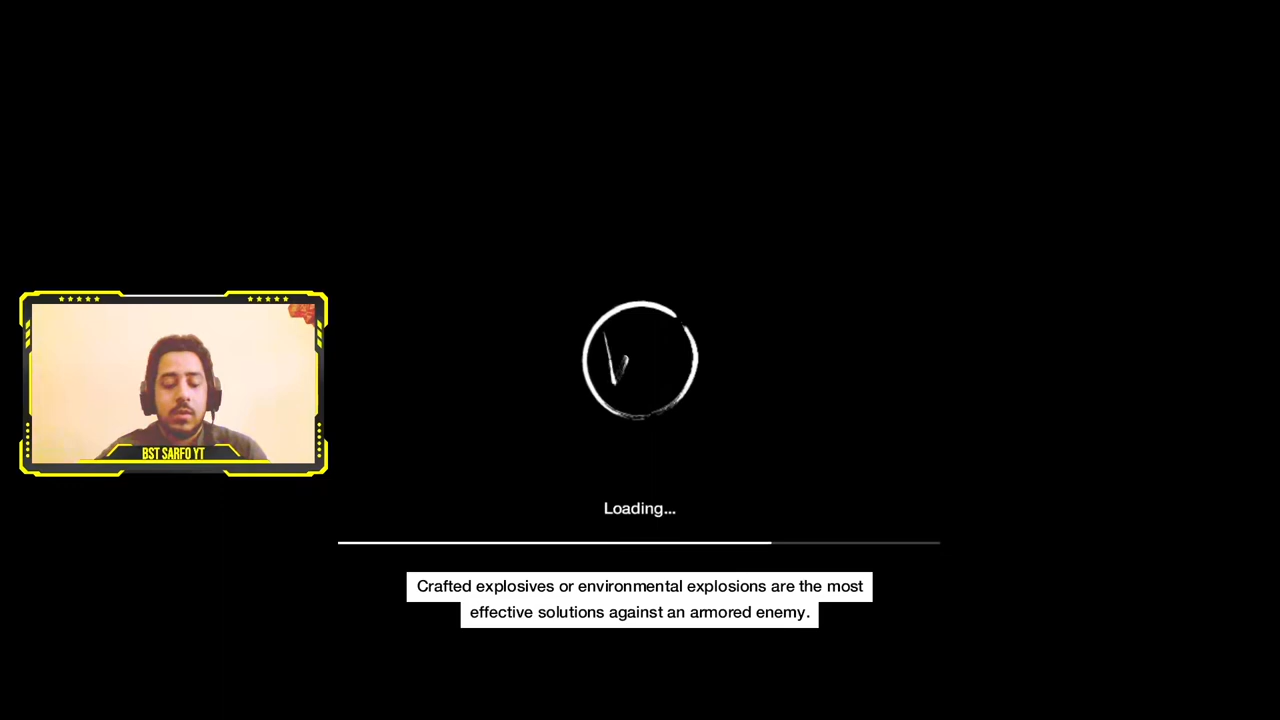 BST SARFO YT
Loading...
Crafted explosives or environmental explosions are the most
effective solutions against an armored enemy.